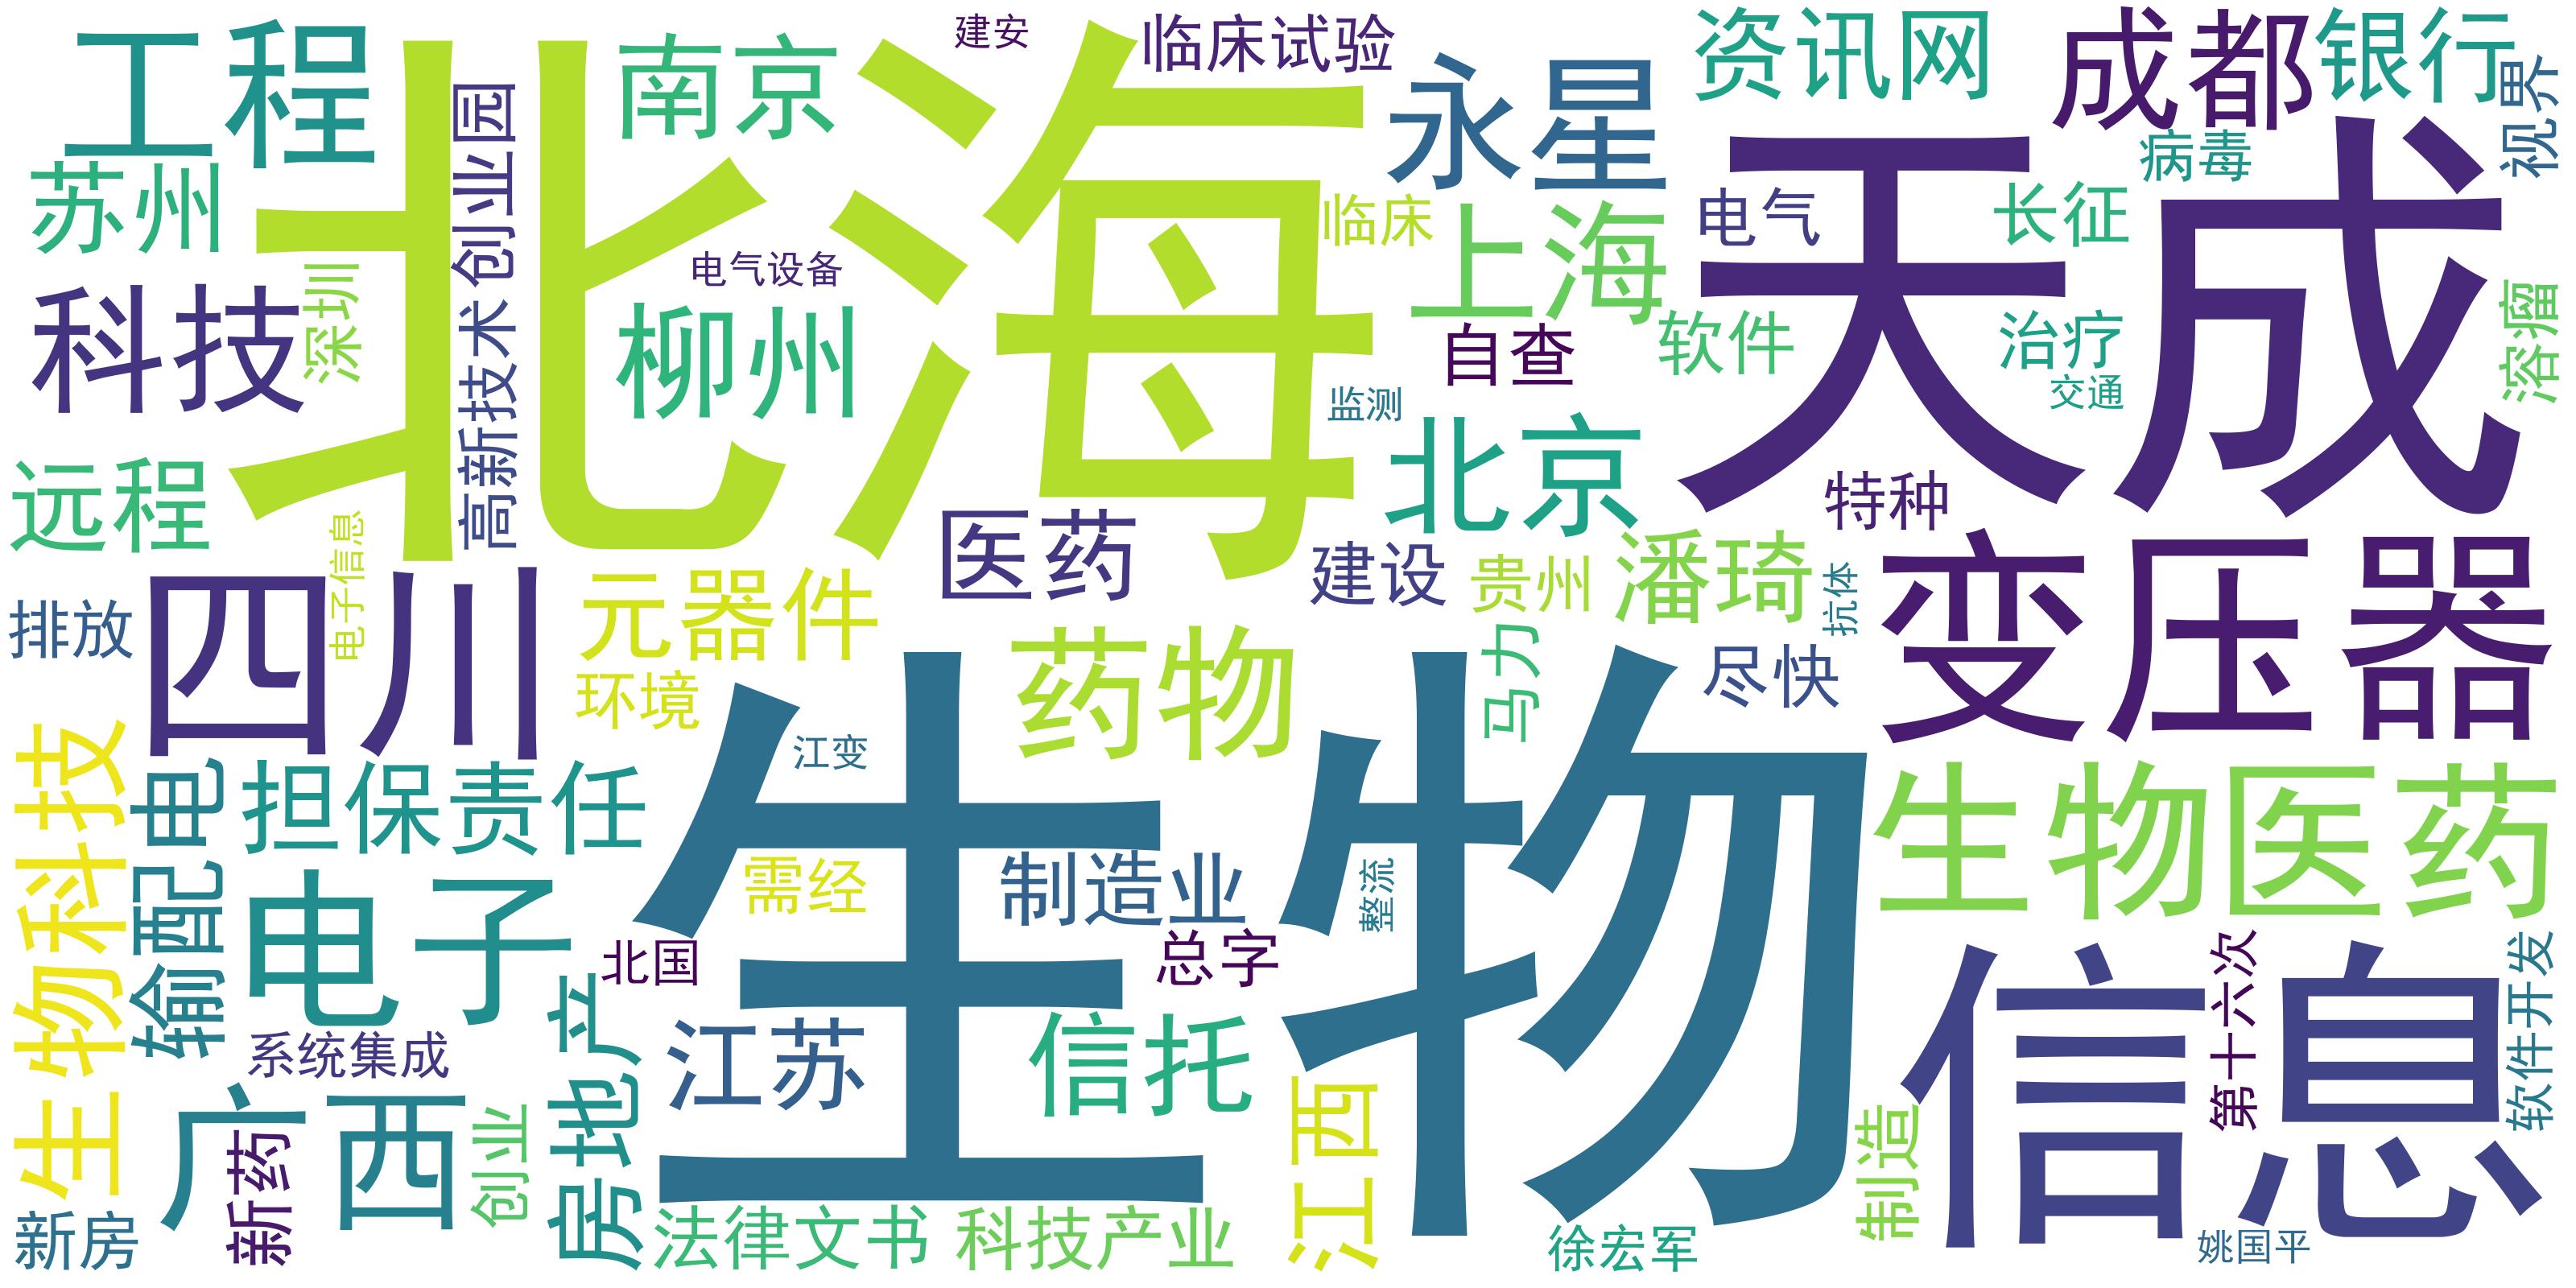 工程
北海
南京
建安
临床试验
永星
资讯网
成都
银行
视界
苏州
高新技术创业园
临床
上海
电气
长征
病毒
天成
科技
深圳
电气设备
柳州
自查
软件
治疗
交通
溶瘤
监测
远程
电子信息
医药
北京
特种
排放
四川
元器件
建设
贵州
潘琦
抗体
变压器
环境
药物
马力
尽快
生物科技
输配电
担保责任
江变
生物
生物医药
电子
需经
制造业
整流
北国
总字
信息
第十六次
软件开发
系统集成
房地产
江苏
信托
江西
广西
新药
创业
制造
新房
法律文书
科技产业
徐宏军
姚国平